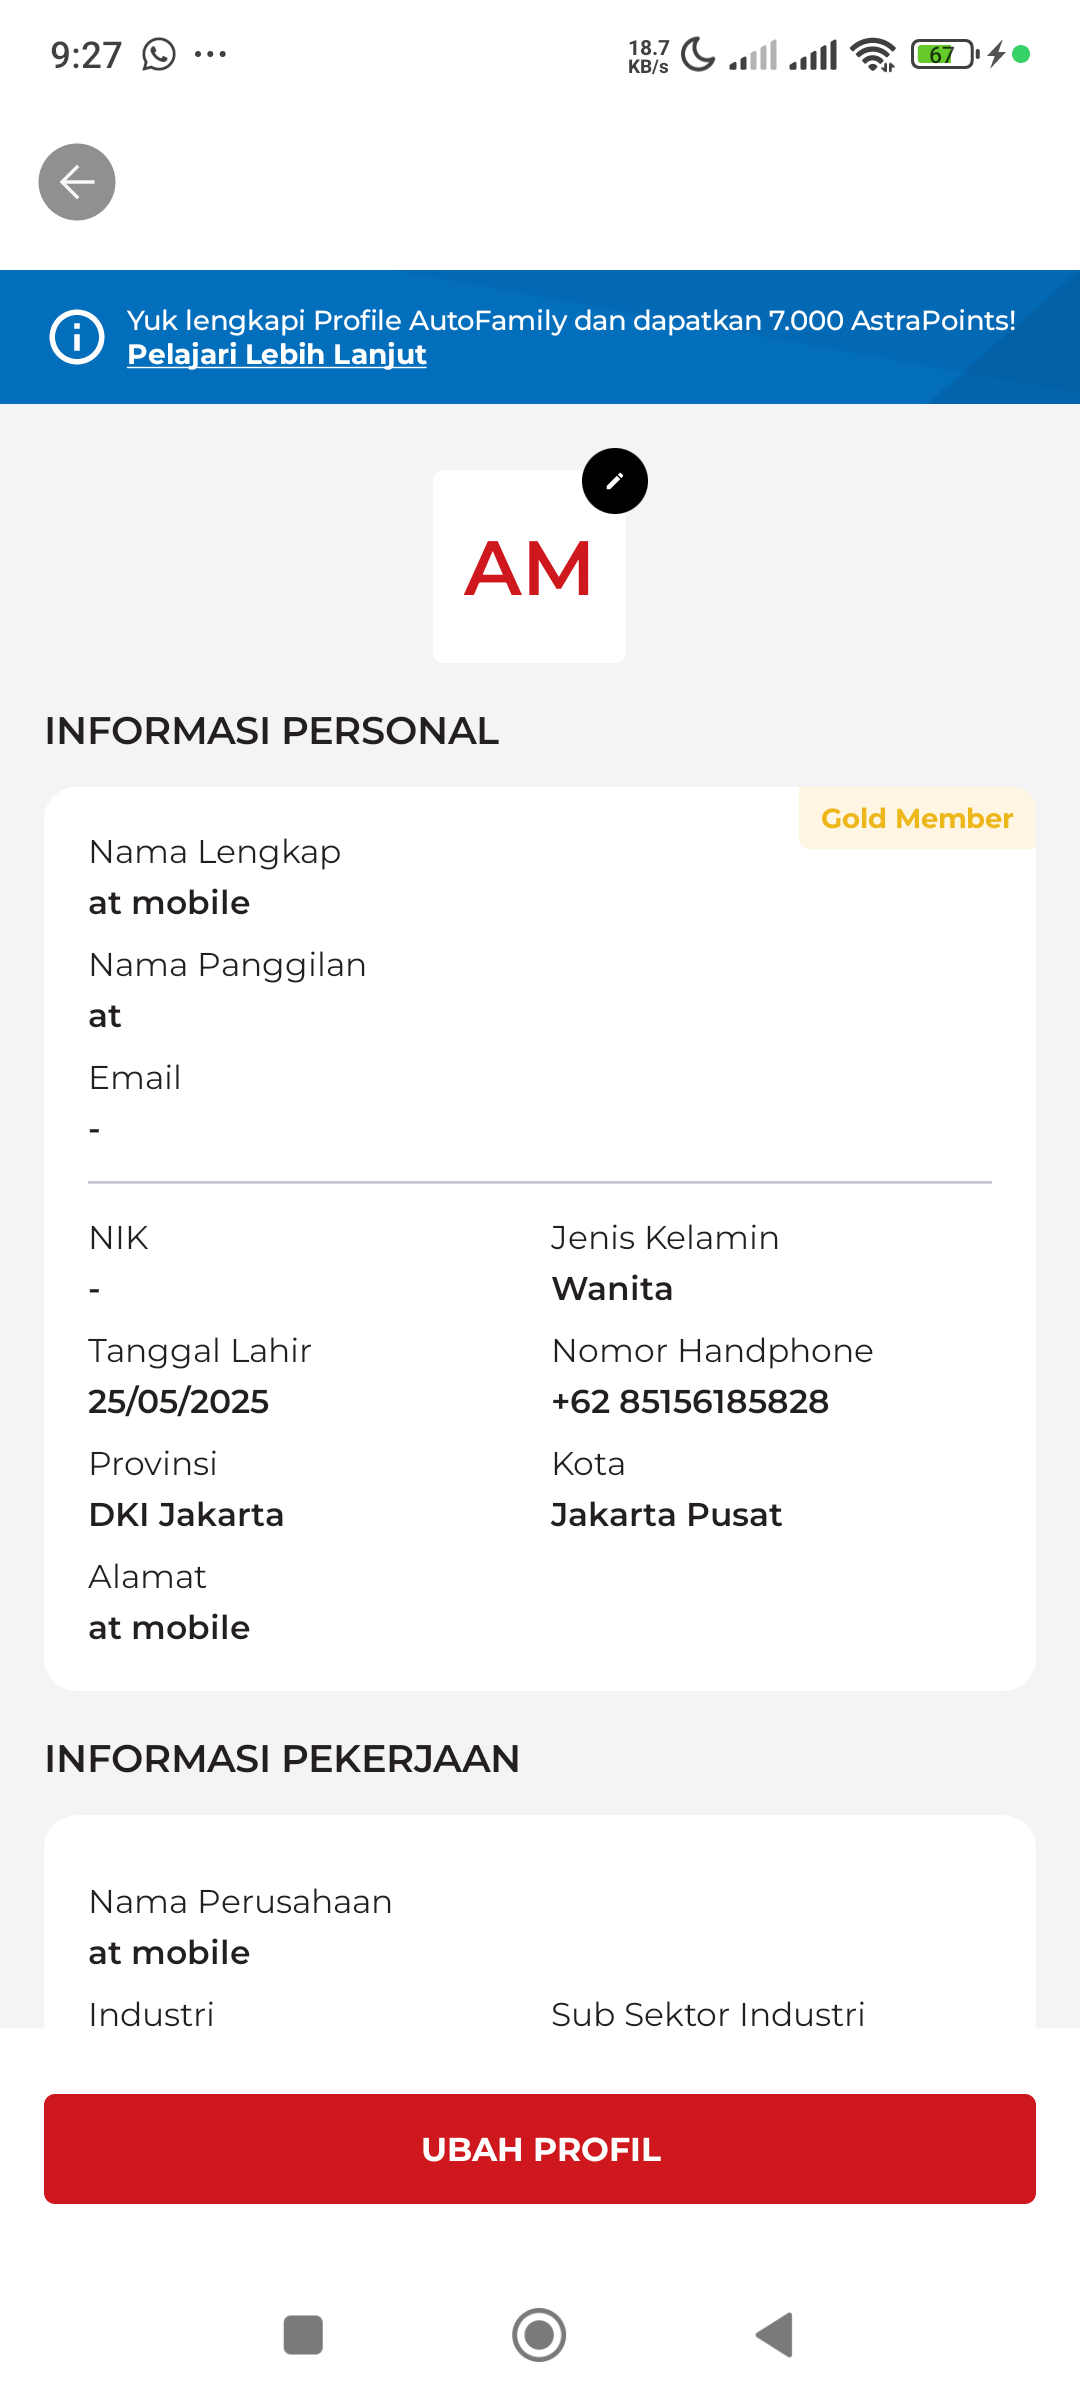 9:27
18.7
KB/s
67
Yuk lengkapi Profile AutoFamily dan dapatkan 7.000 AstraPoints!
Pelajari Lebih Lanjut
AM
INFORMASI PERSONAL
Gold Member
Nama Lengkap
at mobile
Nama Panggilan
at
Email
-
NIK
-
Jenis Kelamin
Wanita
Tanggal Lahir
25/05/2025
Nomor Handphone
+62 85156185828
Provinsi
DKI Jakarta
Kota
Jakarta Pusat
Alamat
at mobile
INFORMASI PEKERJAAN
Nama Perusahaan
at mobile
Industri
Sub Sektor Industri
UBAH PROFIL